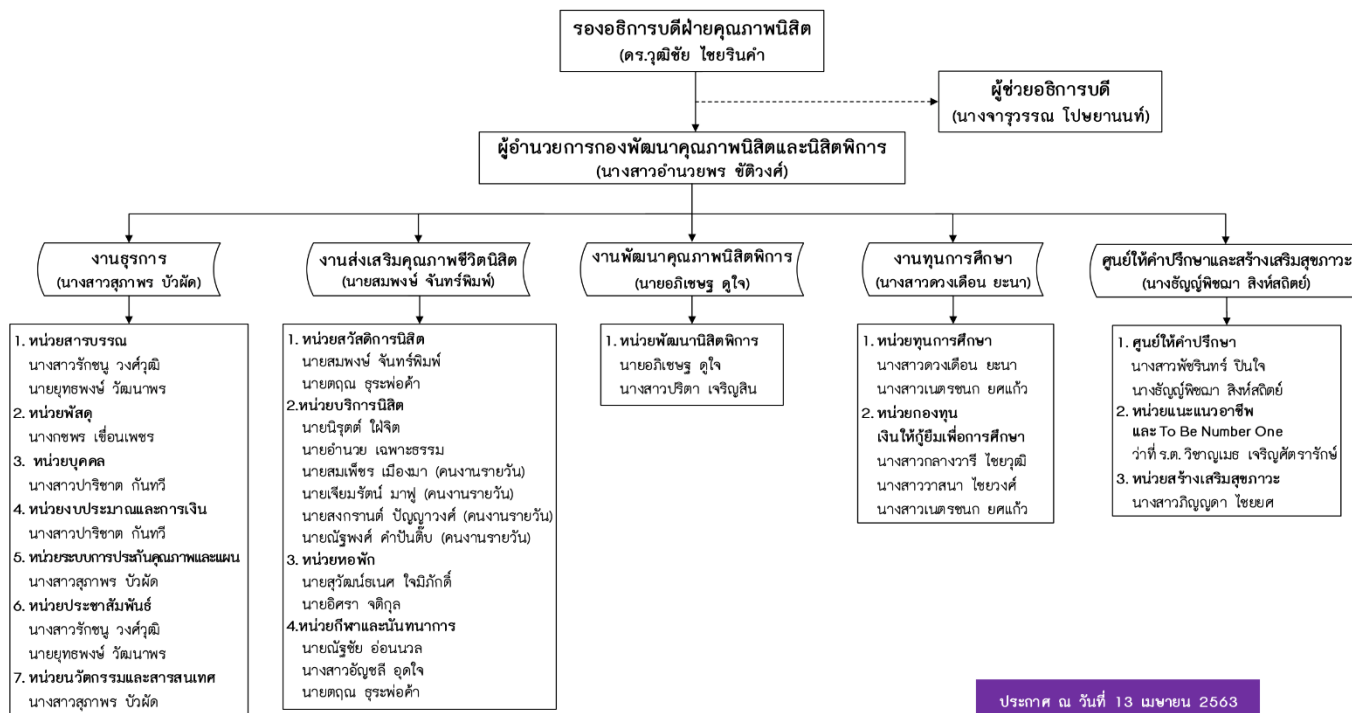 รองอธิการบดีฝ่ายคุณภาพนิสิต
(ดร.วุฒิชัย ไชยรินคำ)
ผู้ช่วยอธิการบดี
(นางจารุวรรณ โปษยานนท์)
ผู้อำนวยการกองพัฒนาคุณภาพนิสิตและนิสิตพิการ
(นางสาวอำนวยพร ขัติวงศ์)
งานธุรการ
(นางสาวสุภาพร บัวผัด)
1. หน่วยสารบรรณ
นางสาวรักชนู วงศ์วุฒิ
นายยุทธพงษ์ วัฒนาพร
2. หน่วยพัสดุ
นางกชพร เขื่อนเพชร
3. หน่วยบุคคล
นางสาวปาริชาต กันทวี
4. หน่วยงบประมาณและการเงิน
นางสาวปาริชาต กันทวี
5. หน่วยระบบการประกันคุณภาพและแผน
นางสาวสุภาพร บัวผัด
6. หน่วยประชาสัมพันธ์
นางสาวรักชนู วงศ์วุฒิ
นายยุทธพงษ์ วัฒนาพร
7. หน่วยนวัตกรรมและสารสนเทศ
นางสาวสุภาพร บัวผัด
งานส่งเสริมคุณภาพชีวิตนิสิต
(นายสมพงษ์ จันทร์พิมพ์)
1. หน่วยสวัสดิการนิสิต
นายสมพงษ์ จันทร์พิมพ์
นายตฤณ ธุระพ่อค้า
2.หน่วยบริการนิสิต
นายนิรุตต์ ใฝ่จิต
นายอำนวย เฉพาะธรรม
นายสมเพ็ชร เมืองมา (คนงานรายวัน)
นายเจียมรัตน์ มาฟู (คนงานรายวัน)
นายสงกรานต์ ปัญญาวงศ์ (คนงานรายวัน)
นายณัฐพงศ์ คำปันติ๊บ (คนงานรายวัน)
3. หน่วยหอพัก
นายสุวัฒน์ธเนศ ใจมิภักดิ์
นายอิศรา จติกุล
4.หน่วยกีฬาและนันทนาการ
นายณัฐชัย อ่อนนวล
นางสาวอัญชลี อุดใจ
นายตฤณ ธุระพ่อค้า
งานพัฒนาคุณภาพนิสิตพิการ
(นายอภิเชษฐ ดูใจ)
1. หน่วยพัฒนานิสิตพิการ
นายอภิเชษฐ ดูใจ
นางสาวปริตา เจริญสิน
งานทุนการศึกษา
(นางสาวดวงเดือน ยะนา)
1. หน่วยทุนการศึกษา
นางสาวดวงเดือน ยะนา
นางสาวเนตรชนก ยศแก้ว
2. หน่วยกองทุน
เงินให้กู้ยืมเพื่อการศึกษา
นางสาวกลางวารี ไชยวุฒิ
นางสาววาสนา ไชยวงศ์
นางสาวเนตรชนก ยศแก้ว
ศูนย์ให้คำปรึกษาและสร้างเสริมสุขภาวะ
(นางธัญญ์พิชฌา สิงห์สถิตย์)
1. ศูนย์ให้คำปรึกษา
นางสาวพัชรินทร์ ปินใจ
นางธัญญ์พิชฌา สิงห์สถิตย์
2. หน่วยแนะแนวอาชีพ
และ To Be Number One
ว่าที่ ร.ต. วิชาญเมธ เจริญศัตรารักษ์
3. หน่วยสร้างเสริมสุขภาวะ
นางสาวภิญญดา ไชยยศ
ประกาศ ณ วันที่ 13 เมษายน 2563